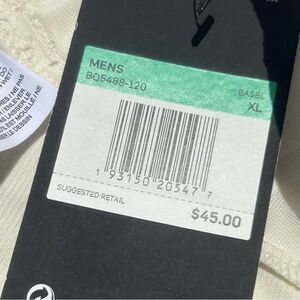 MENS
BQ5488-120
BASBL
XL
1 93150 20547 7
SUGGESTED RETAIL
$45.00